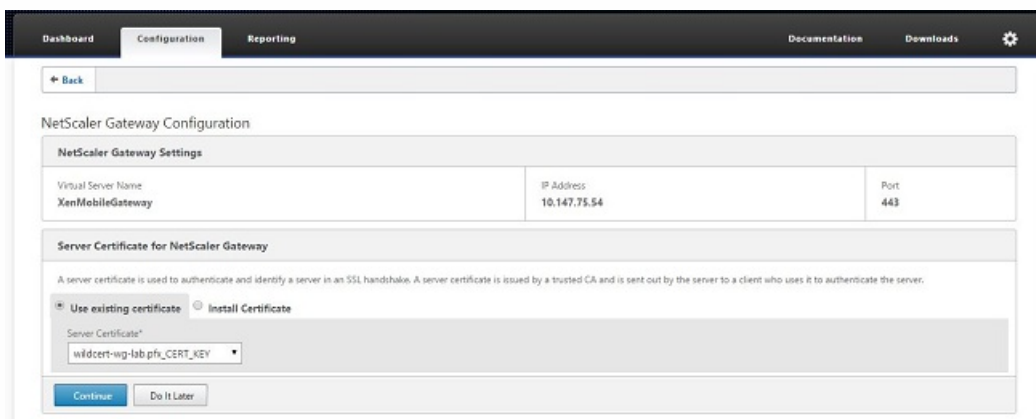 Dashboard Configuration Reporting Documentation Downloads
Back
NetScaler Gateway Configuration
NetScaler Gateway Settings
Virtual Server Name IP Address Port
XenMobileGateway 10.147.75.54 443
Server Certificate for NetScaler Gateway
A server certificate is used to authenticate and identify a server in an SSL handshake. A server certificate is issued by a trusted CA and is sent out by the server to a client who uses it to authenticate the server.
Use existing certificate Install Certificate
Server Certificate*
wildcert-wg-lab.pfx_CERT_KEY
Continue Do It Later